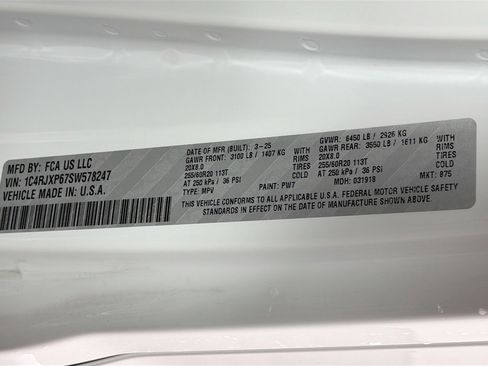 MFD BY: FCA US LLC
VIN: 1C4RJXP67SW578247
VEHICLE MADE IN U.S.A.
DATE OF MFR (BUILT): 3-25
GAWR FRONT: 3100 LB / 1407 KG WITH
20X8.0 RIMS
255/60R20 113T TIRES
AT 250 kPa / 36 PSI COLD
TYPE: MPV PAINT: PW7
GVWR: 6450 LB / 2926 KG
GAWR REAR: 3550 LB / 1611 KG WITH
20X8.0 RIMS
255/60R20 113T TIRES
AT 250 kPa / 36 PSI COLD
MDH: 031918 MKT: 875
THIS VEHICLE CONFORMS TO ALL APPLICABLE U.S.A. FEDERAL MOTOR VEHICLE SAFETY
STANDARDS IN EFFECT ON THE DATE OF MANUFACTURE SHOWN ABOVE.